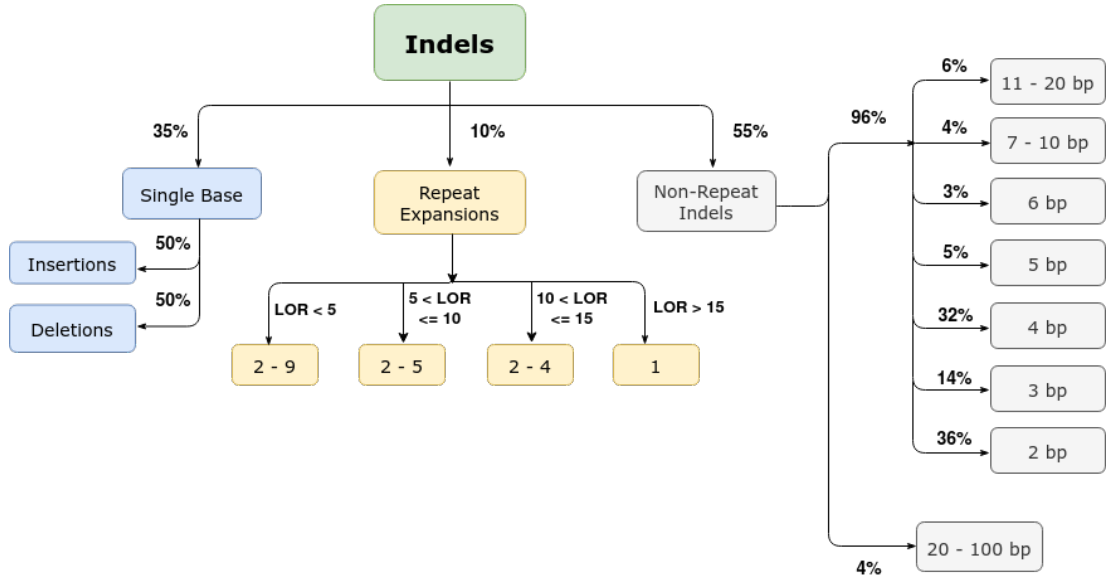 Indels
35%
10%
55%
Single Base
50%
Insertions
50%
Deletions
Repeat
Expansions
LOR < 5
5 < LOR
<= 10
10 < LOR
<= 15
LOR > 15
2 - 9
2 - 5
2 - 4
1
Non-Repeat
Indels
96%
6%
11 - 20 bp
4%
7 - 10 bp
3%
6 bp
5%
5 bp
32%
4 bp
14%
3 bp
36%
2 bp
4%
20 - 100 bp